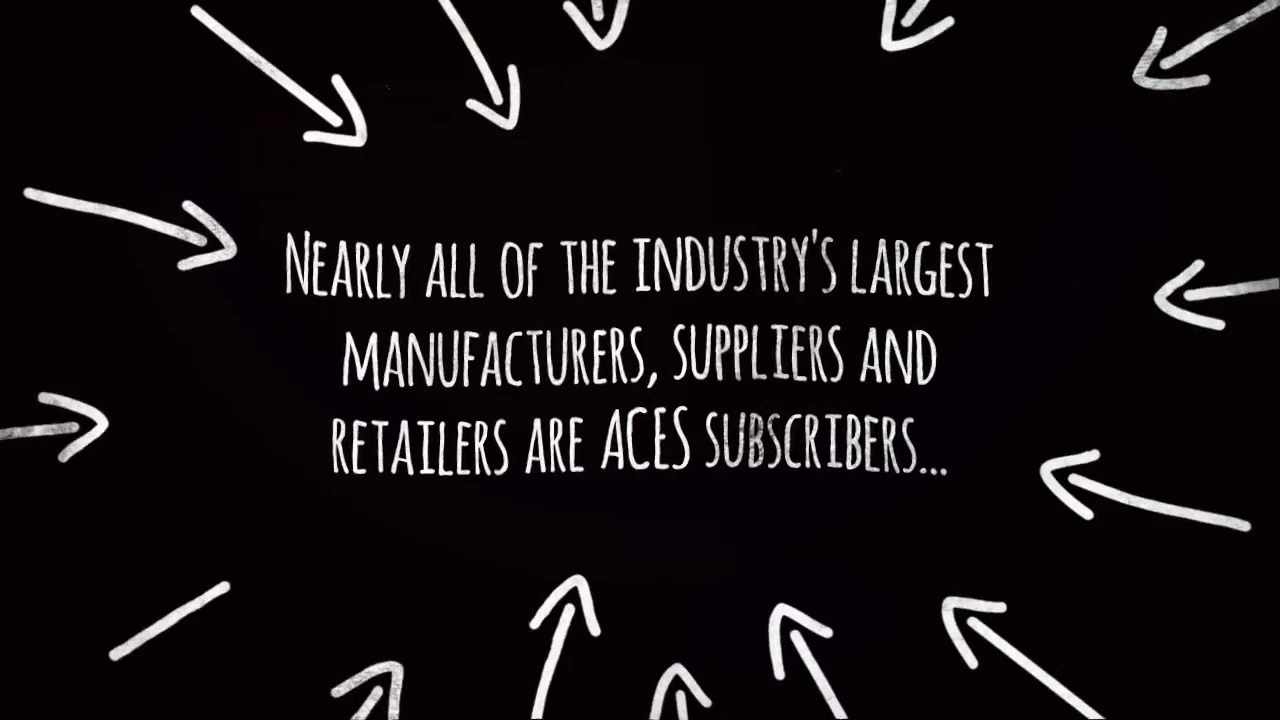 Nearly all of the industry's largest
manufacturers, suppliers and
retailers are ACES subscribers...